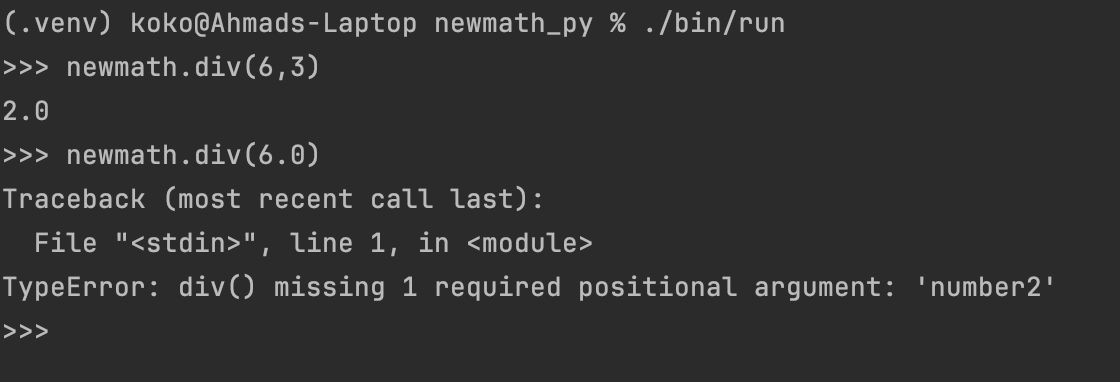 (.venv) koko@Ahmads-Laptop newmath_py % ./bin/run
>>> newmath.div(6,3)
2.0
>>> newmath.div(6.0)
Traceback (most recent call last):
  File "<stdin>", line 1, in <module>
TypeError: div() missing 1 required positional argument: 'number2'
>>>